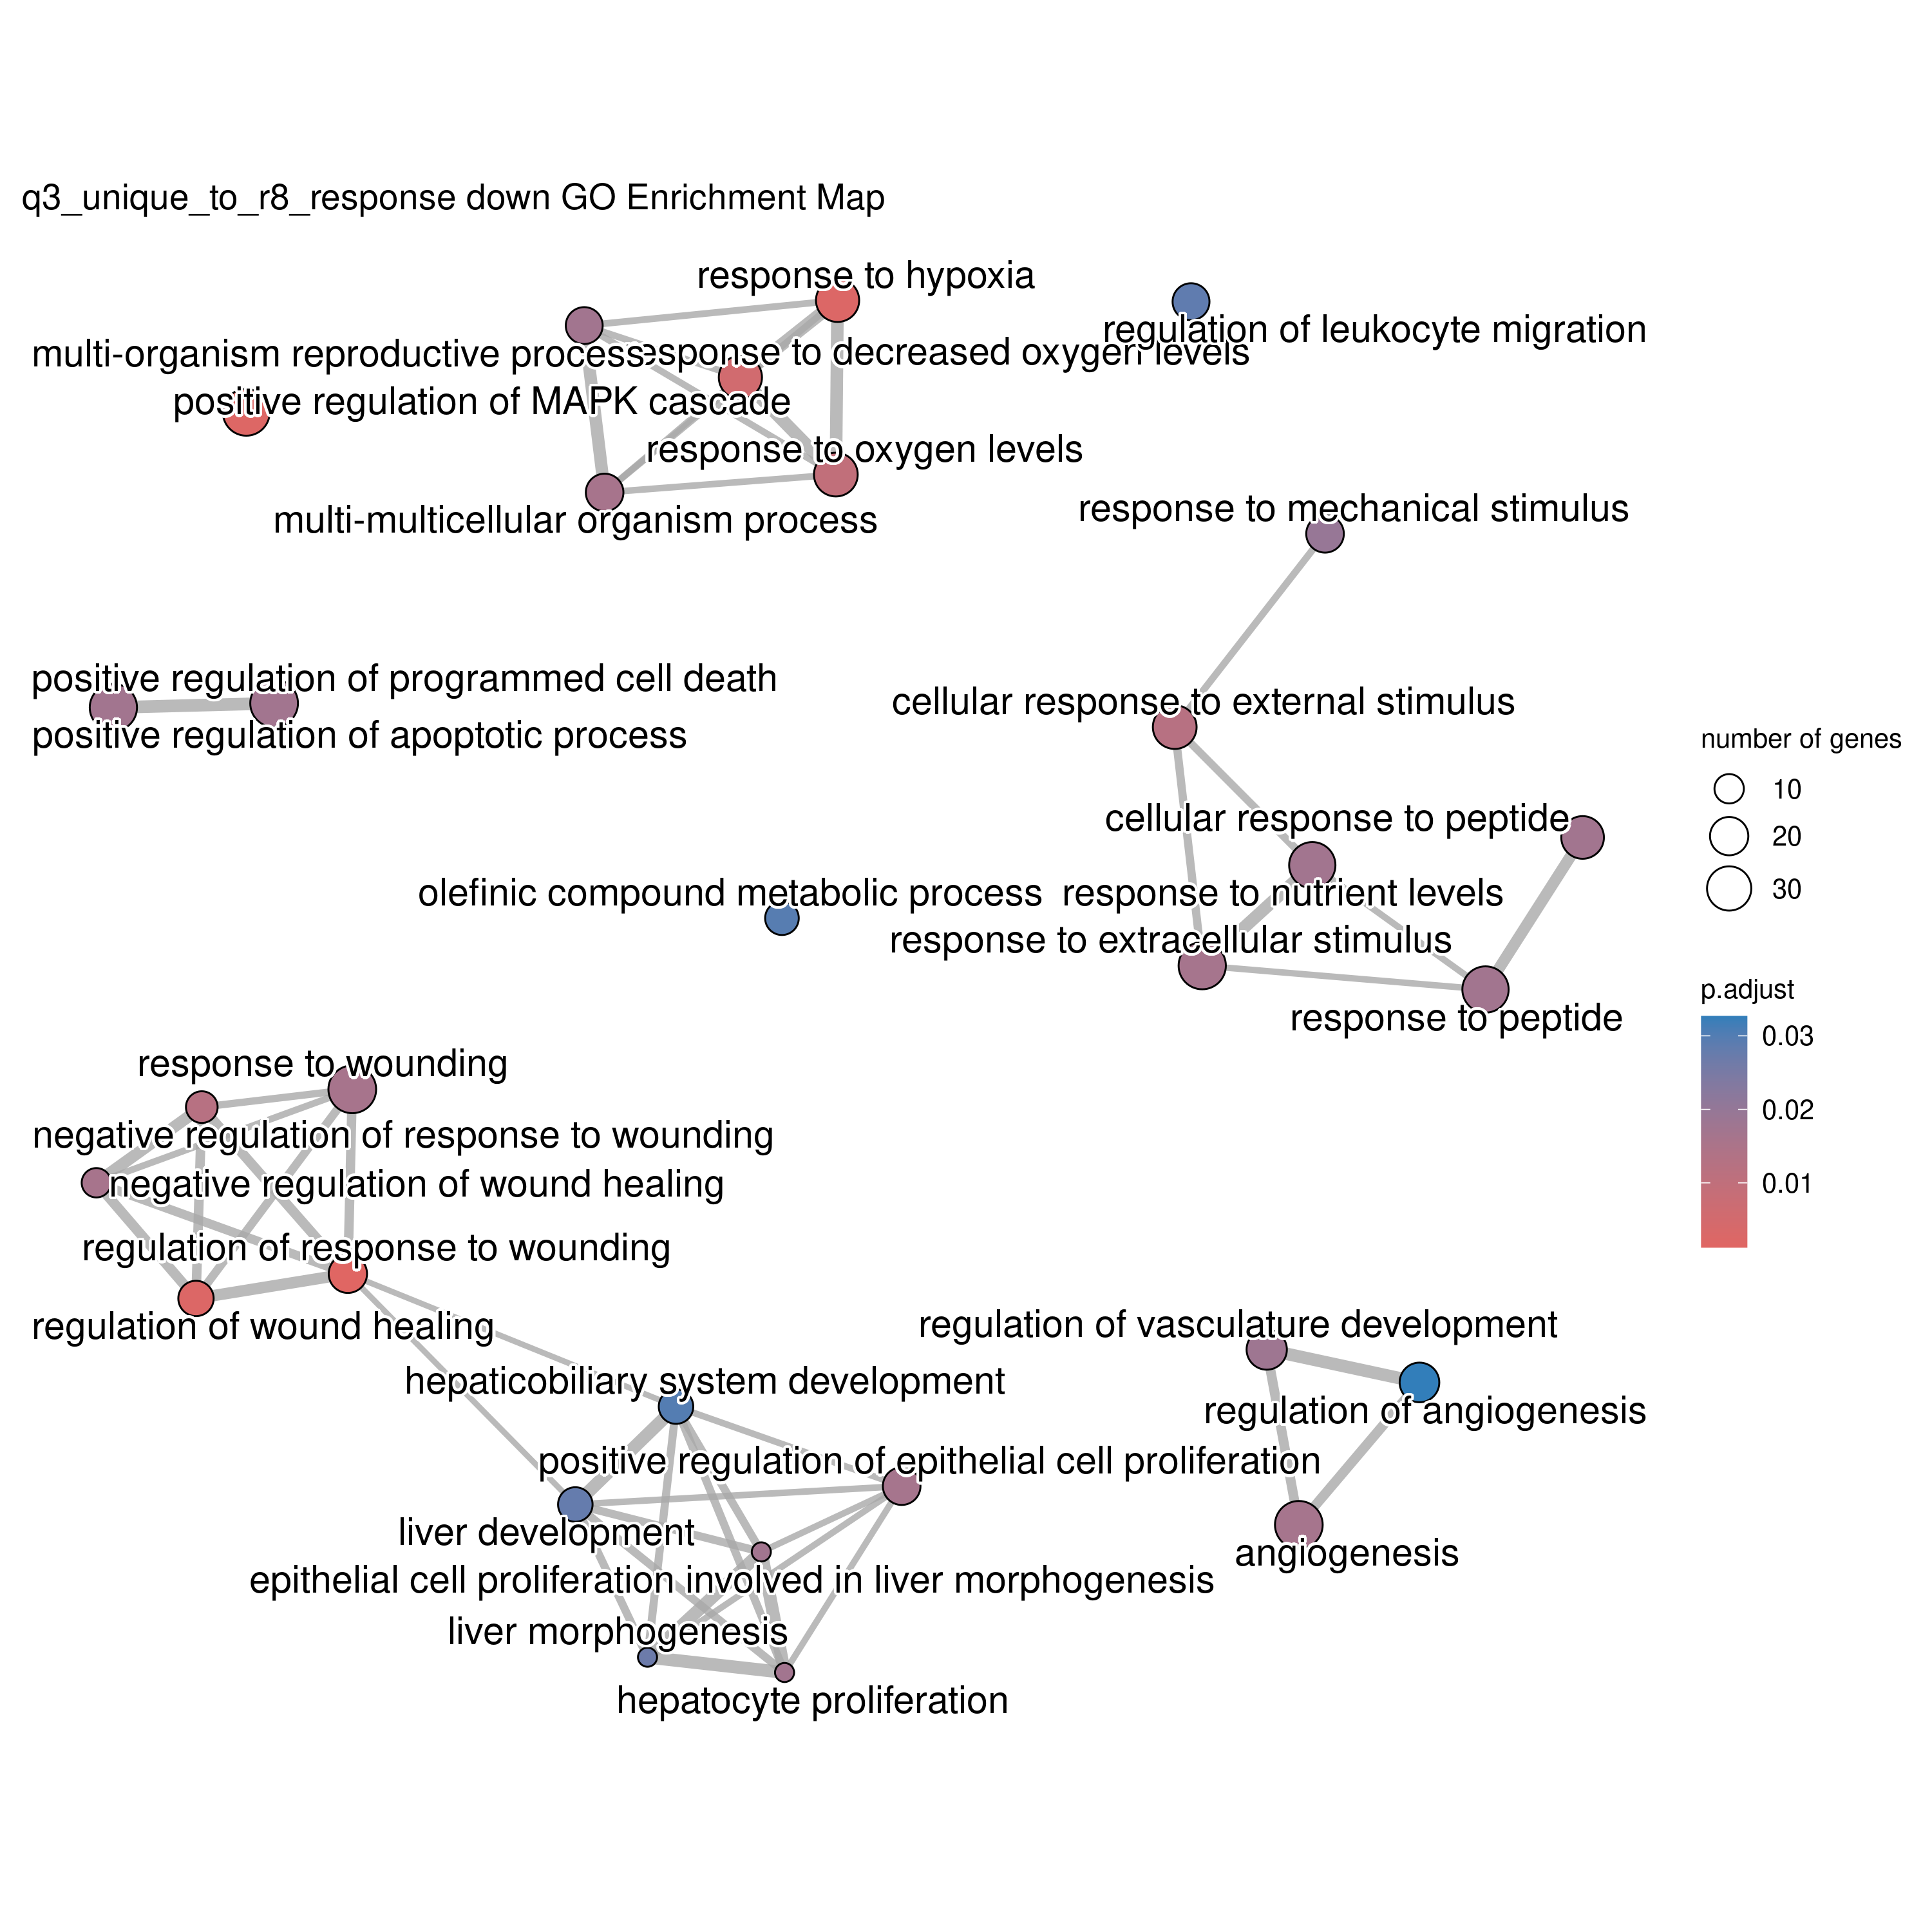 q3_unique_to_r8_response down GO Enrichment Map
response to hypoxia
regulation of leukocyte migration
multi-organism reproductive process
response to decreased oxygen levels
positive regulation of MAPK cascade
response to oxygen levels
response to mechanical stimulus
multi-multicellular organism process
positive regulation of programmed cell death
cellular response to external stimulus
positive regulation of apoptotic process
number of genes
10
20
30
cellular response to peptide
olefinic compound metabolic process
response to nutrient levels
response to extracellular stimulus
response to peptide
p.adjust
0.03
0.02
0.01
response to wounding
negative regulation of response to wounding
negative regulation of wound healing
regulation of response to wounding
regulation of wound healing
regulation of vasculature development
hepaticobiliary system development
regulation of angiogenesis
positive regulation of epithelial cell proliferation
liver development
angiogenesis
epithelial cell proliferation involved in liver morphogenesis
liver morphogenesis
hepatocyte proliferation